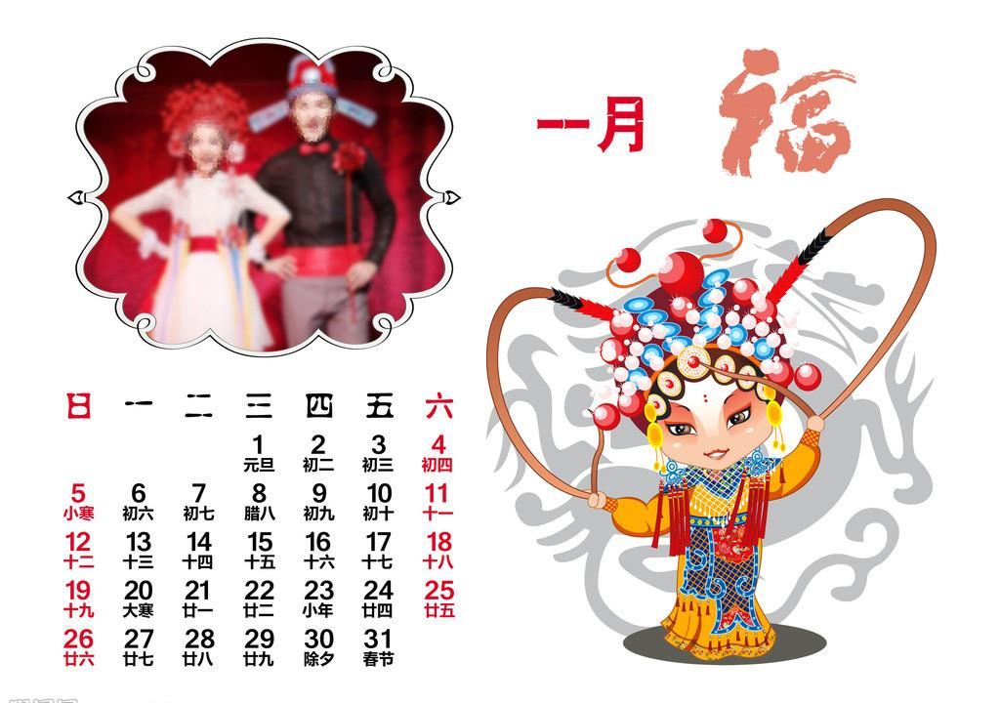 一月
福
日 一 二 三 四 五 六
1 2 3 4
元旦 初二 初三 初四
5 6 7 8 9 10 11
小寒 初六 初七 腊八 初九 初十 十一
12 13 14 15 16 17 18
十二 十三 十四 十五 十六 十七 十八
19 20 21 22 23 24 25
十九 大寒 廿一 廿二 小年 廿四 廿五
26 27 28 29 30 31
廿六 廿七 廿八 廿九 除夕 春节